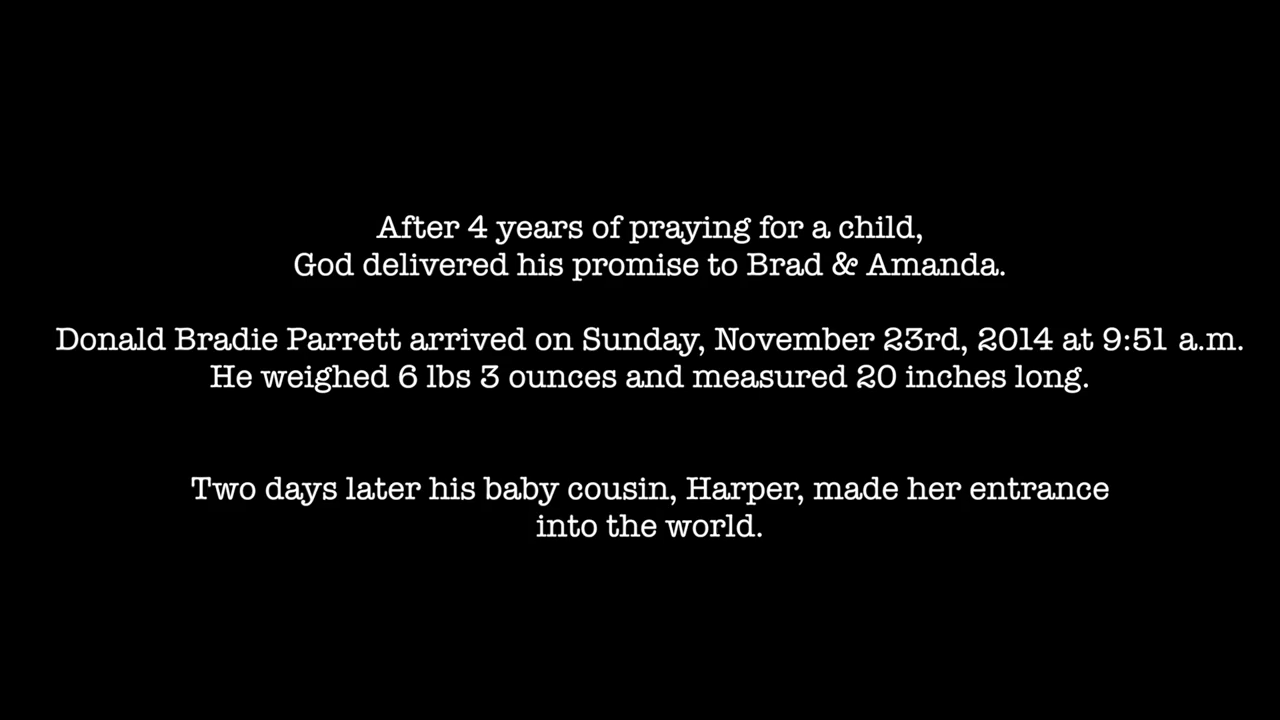 After 4 years of praying for a child,
God delivered his promise to Brad & Amanda.
Donald Bradie Parrett arrived on Sunday, November 23rd, 2014 at 9:51 a.m.
He weighed 6 lbs 3 ounces and measured 20 inches long.
Two days later his baby cousin, Harper, made her entrance
into the world.